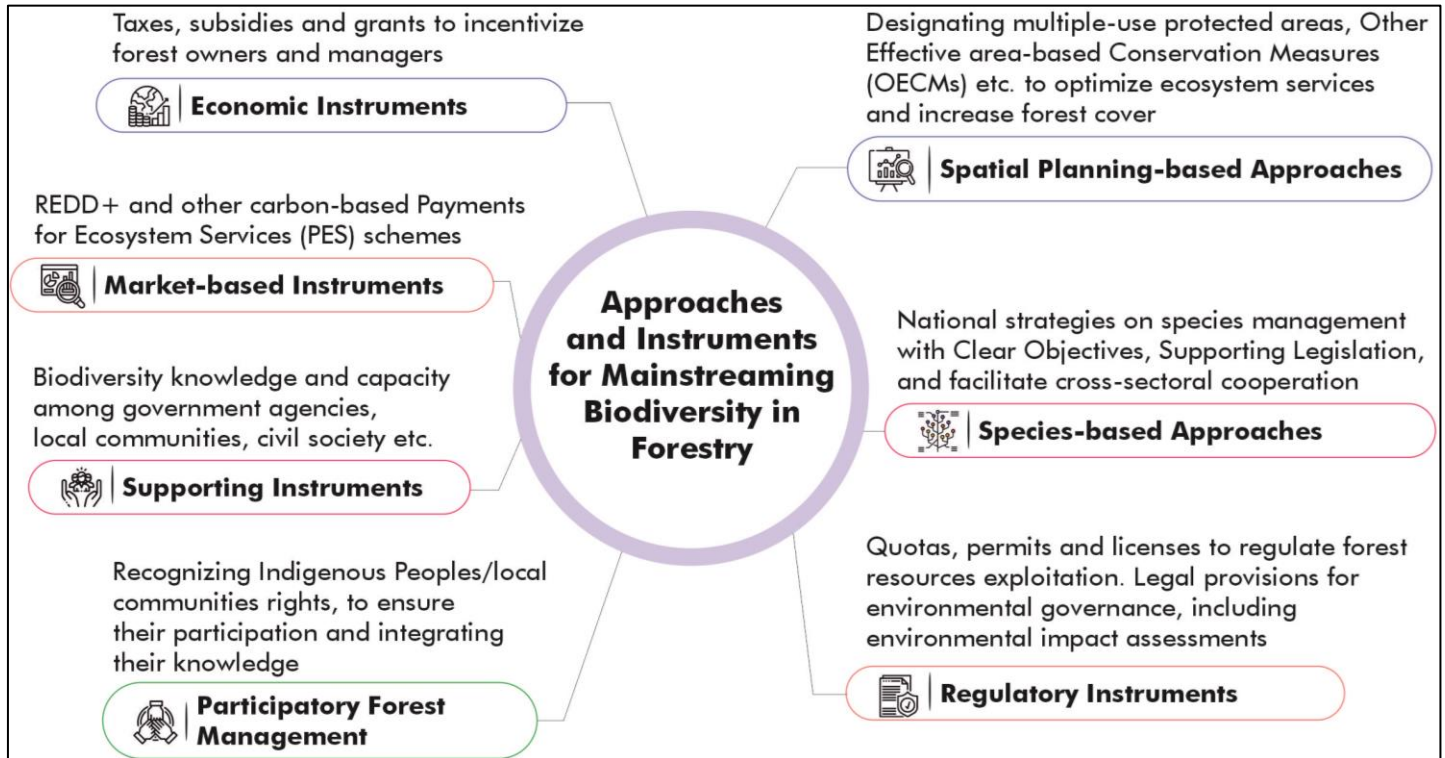 Taxes, subsidies and grants to incentivize
forest owners and managers
Economic Instruments
REDD+ and other carbon-based Payments
for Ecosystem Services (PES) schemes
Market-based Instruments
Biodiversity knowledge and capacity
among government agencies,
local communities, civil society etc.
Supporting Instruments
Recognizing Indigenous Peoples/local
communities rights, to ensure
their participation and integrating
their knowledge
Participatory Forest
Management
Approaches
and Instruments
for Mainstreaming
Biodiversity in
Forestry
Designating multiple-use protected areas, Other
Effective area-based Conservation Measures
(OECMs) etc. to optimize ecosystem services
and increase forest cover
Spatial Planning-based Approaches
National strategies on species management
with Clear Objectives, Supporting Legislation,
and facilitate cross-sectoral cooperation
Species-based Approaches
Quotas, permits and licenses to regulate forest
resources exploitation. Legal provisions for
environmental governance, including
environmental impact assessments
Regulatory Instruments